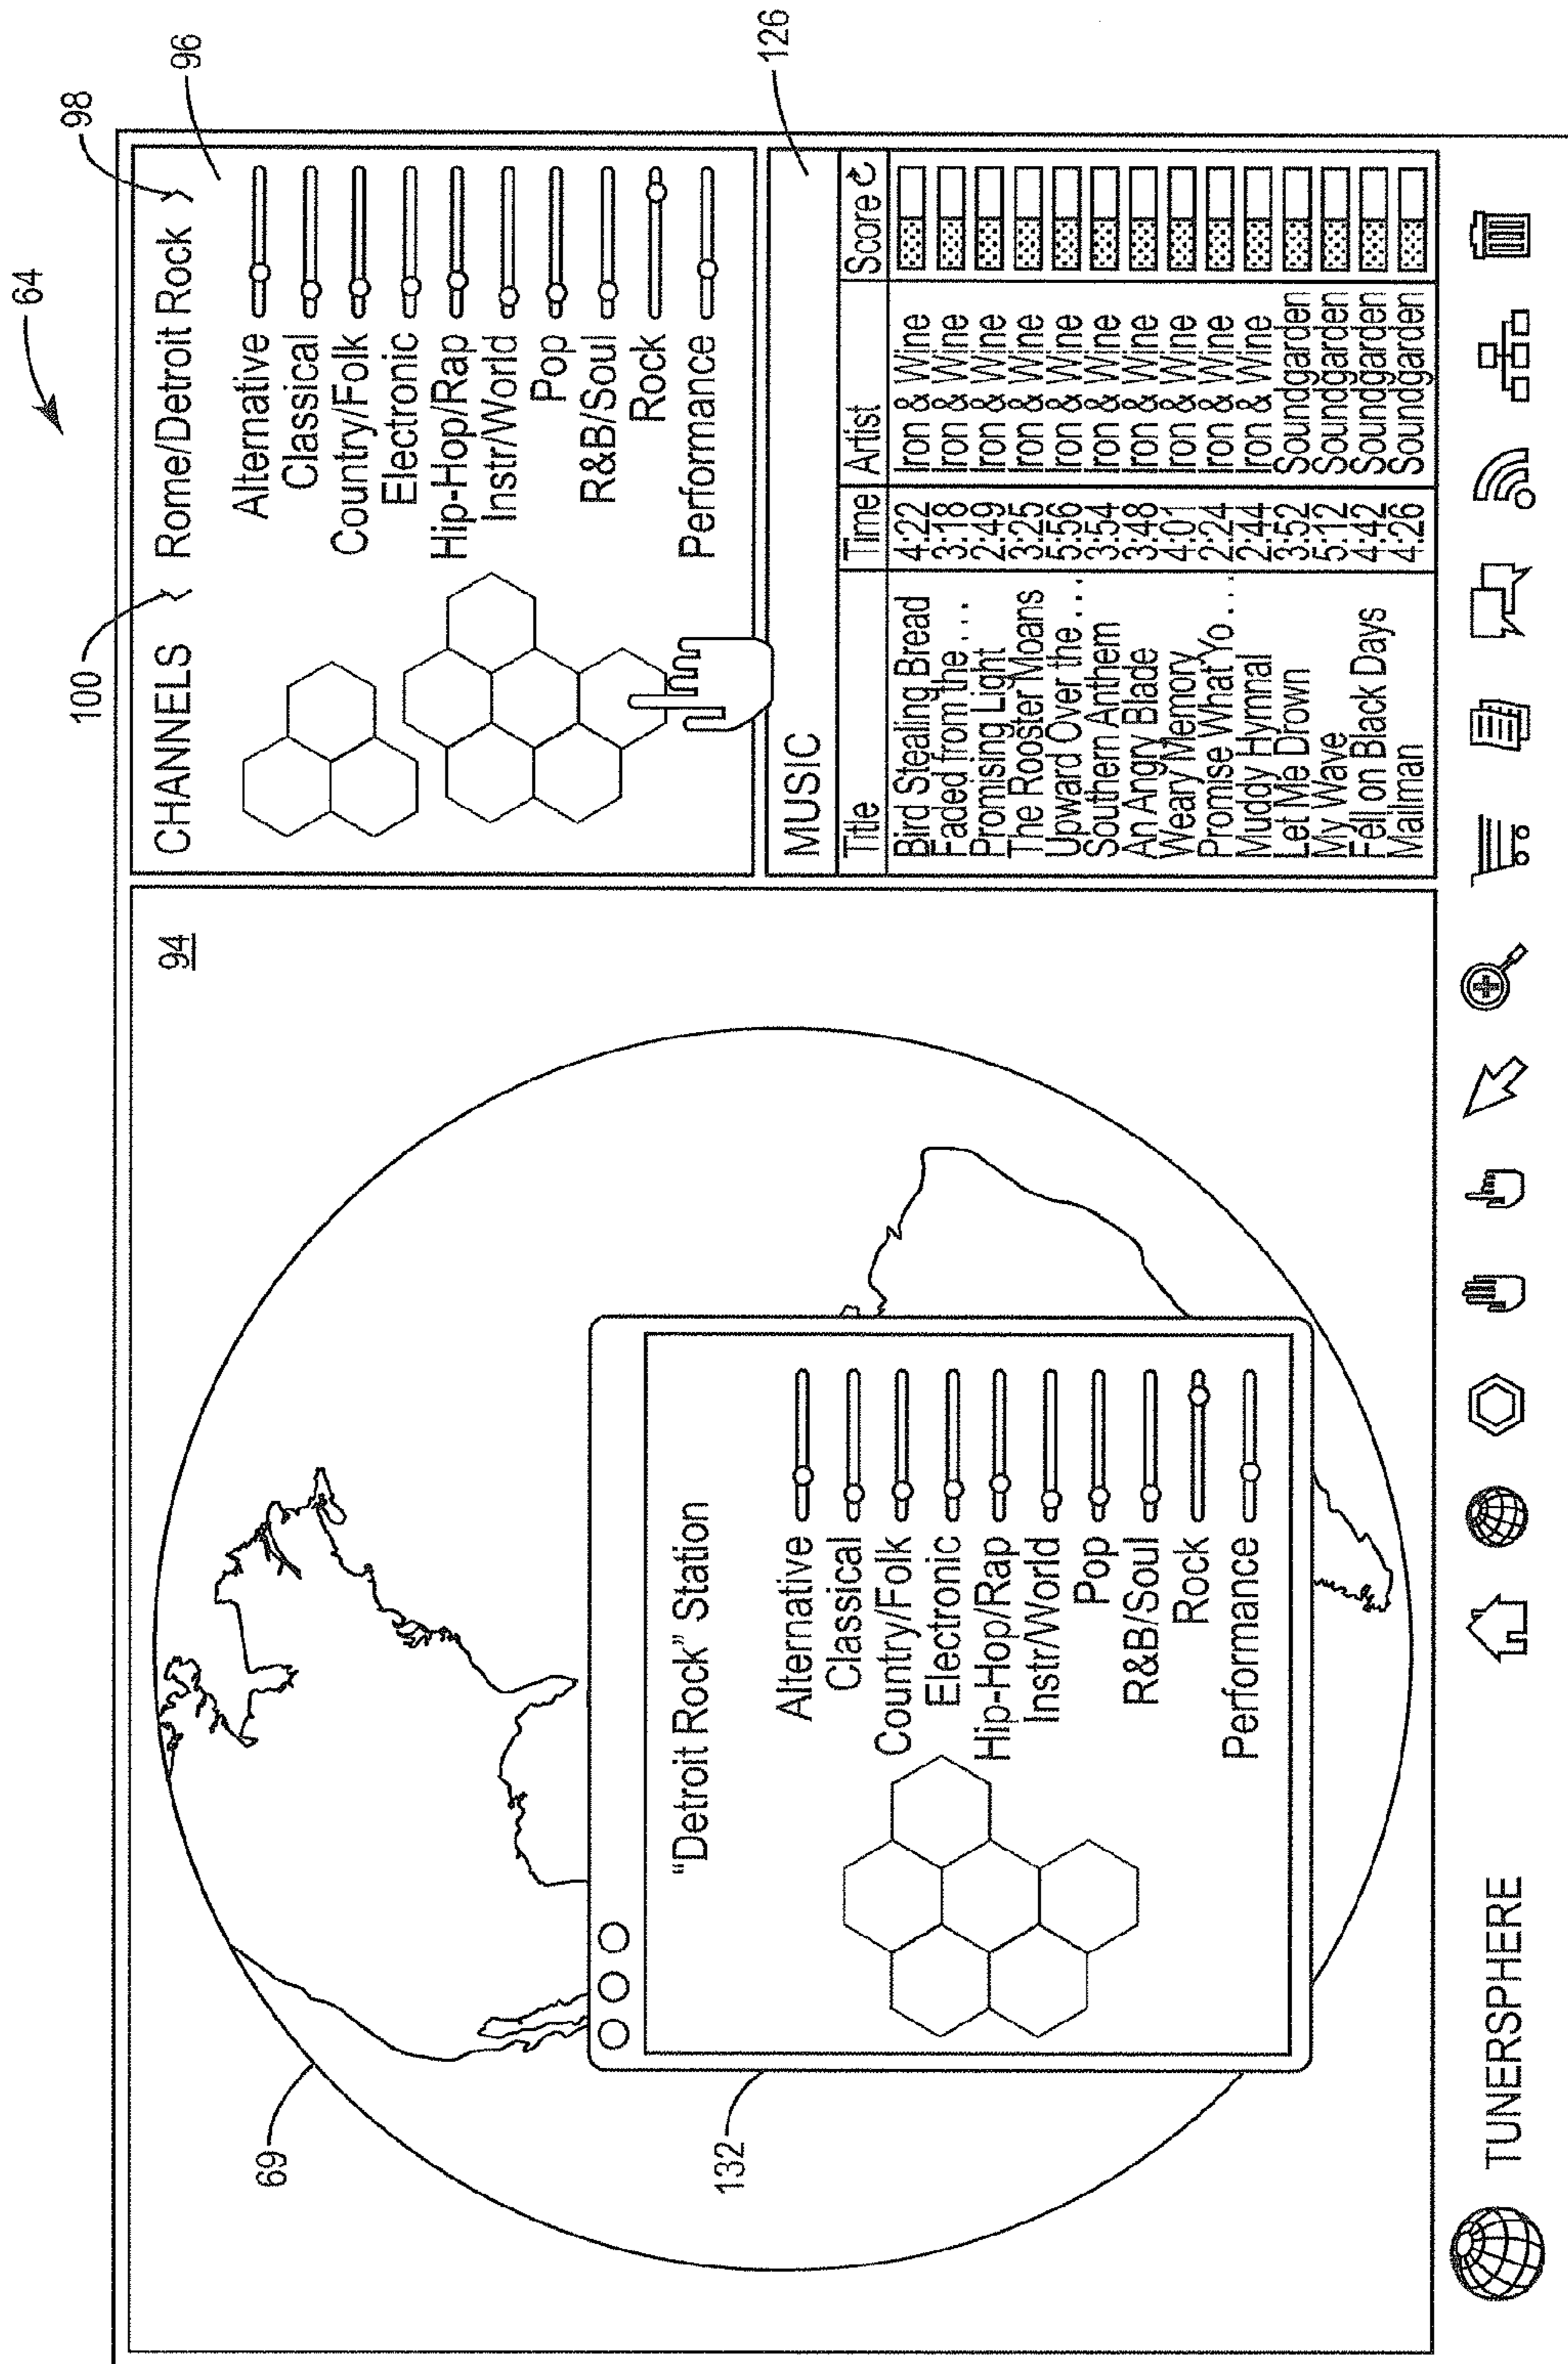 64
94
69
132
"Detroit Rock" Station
Alternative
Classical
Country/Folk
Electronic
Hip-Hop/Rap
Instr/World
Pop
R&B/Soul
Rock
Performance
100
98
96
CHANNELS < Rome/Detroit Rock >
Alternative
Classical
Country/Folk
Electronic
Hip-Hop/Rap
Instr/World
Pop
R&B/Soul
Rock
Performance
126
MUSIC
Title Time Artist Score
Bird Stealing Bread 4:22 Iron & Wine
Faded from the ... 3:18 Iron & Wine
Promising Light 2:49 Iron & Wine
The Rooster Moans 3:25 Iron & Wine
Upward Over the ... 5:56 Iron & Wine
Southern Anthem 3:54 Iron & Wine
An Angry Blade 3:48 Iron & Wine
Weary Memory 4:01 Iron & Wine
Promise What Yo... 2:24 Iron & Wine
Muddy Hymnal 2:44 Iron & Wine
Let Me Drown 3:52 Soundgarden
My Wave 5:12 Soundgarden
Fell on Black Days 4:42 Soundgarden
Mailman 4:26 Soundgarden
TUNERSPHERE